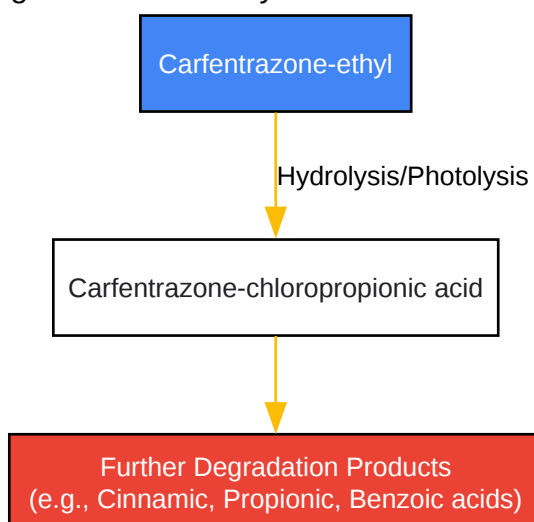 Carfentrazone-ethyl
Hydrolysis/Photolysis
Carfentrazone-chloropropionic acid
Further Degradation Products
(e.g., Cinnamic, Propionic, Benzoic acids)